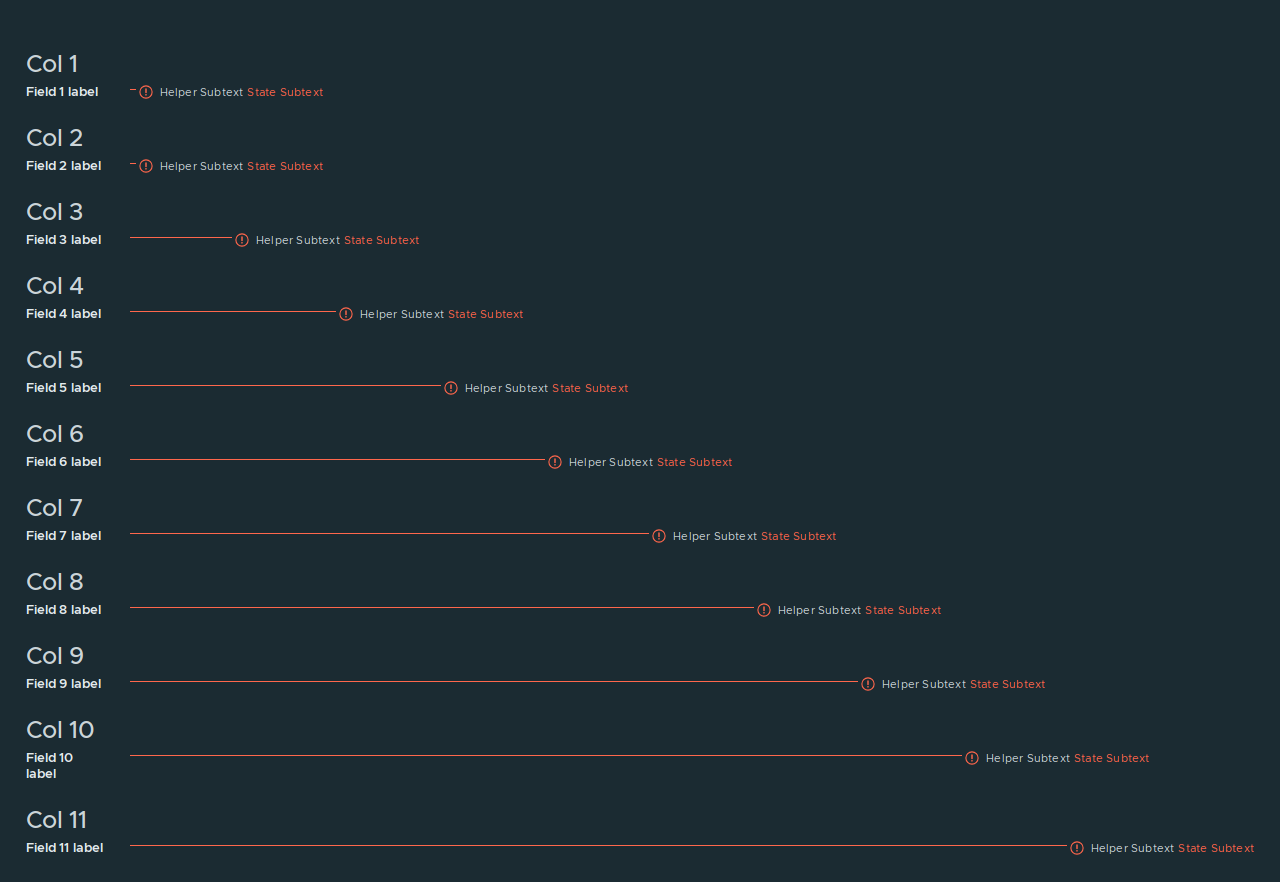 Col 1
Field 1 label Helper Subtext State Subtext
Col 2
Field 2 label Helper Subtext State Subtext
Col 3
Field 3 label Helper Subtext State Subtext
Col 4
Field 4 label Helper Subtext State Subtext
Col 5
Field 5 label Helper Subtext State Subtext
Col 6
Field 6 label Helper Subtext State Subtext
Col 7
Field 7 label Helper Subtext State Subtext
Col 8
Field 8 label Helper Subtext State Subtext
Col 9
Field 9 label Helper Subtext State Subtext
Col 10
Field 10 Helper Subtext State Subtext
label
Col 11
Field 11 label Helper Subtext State Subtext